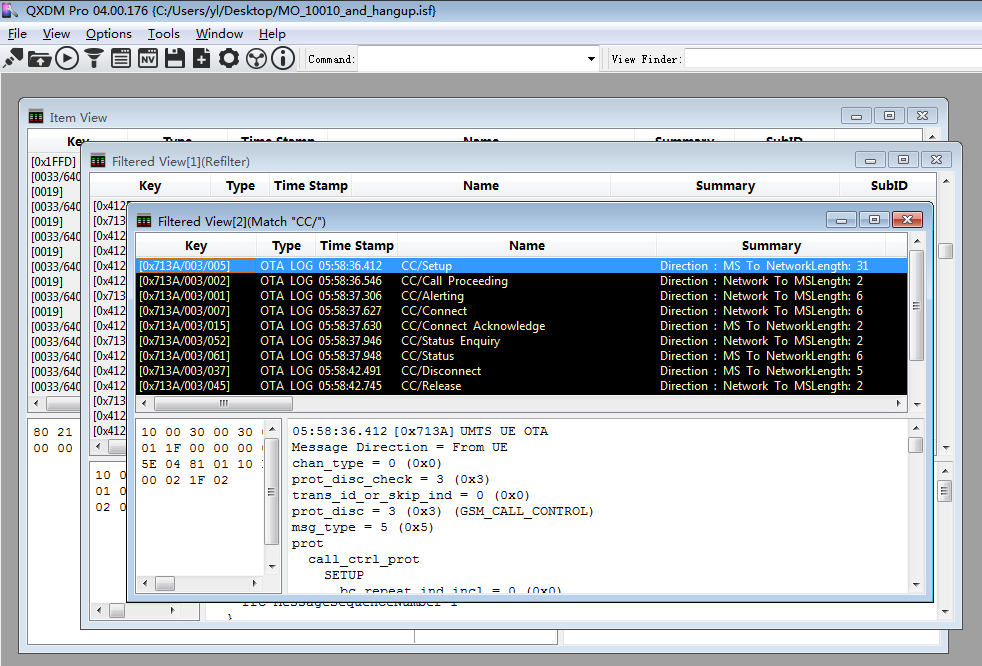 QXDM Pro 04.00.176 {C:/Users/yl/Desktop/MO_10010_and_hangup.isf}
File View Options Tools Window Help
NV Command: View Finder:
Item View
Key Type Time Stamp Name Summary SubID
[0x1FFD]
[0033/640
[0019]
[0033/640
[0019]
[0033/640
[0019]
[0033/640
[0019]
[0033/640
[0019]
[0033/640
[0033/640
[0033/640
[0033/640
[0033/640
80 21
00 00
Filtered View[1](Refilter)
Key Type Time Stamp Name Summary SubID
[0x412
[0x713
[0x412
[0x412
[0x412
[0x412
[0x713
[0x412
[0x412
[0x412
[0x412
[0x412
[0x412
[0x713
[0x412
[0x412
10 0
01 0
02 0
Filtered View[2](Match "CC/")
Key Type Time Stamp Name Summary
[0x713A/003/005] OTA LOG 05:58:36.412 CC/Setup Direction : MS To NetworkLength: 31
[0x713A/003/002] OTA LOG 05:58:36.546 CC/Call Proceeding Direction : Network To MSLength: 2
[0x713A/003/001] OTA LOG 05:58:37.306 CC/Alerting Direction : Network To MSLength: 6
[0x713A/003/007] OTA LOG 05:58:37.627 CC/Connect Direction : Network To MSLength: 6
[0x713A/003/015] OTA LOG 05:58:37.630 CC/Connect Acknowledge Direction : MS To NetworkLength: 2
[0x713A/003/052] OTA LOG 05:58:37.946 CC/Status Enquiry Direction : Network To MSLength: 2
[0x713A/003/061] OTA LOG 05:58:37.948 CC/Status Direction : MS To NetworkLength: 6
[0x713A/003/037] OTA LOG 05:58:42.491 CC/Disconnect Direction : MS To NetworkLength: 5
[0x713A/003/045] OTA LOG 05:58:42.745 CC/Release Direction : Network To MSLength: 2
10 00 30 00 30
01 1F 00 00 00
5E 04 81 01 10
00 02 1F 02
05:58:36.412 [0x713A] UMTS UE OTA
Message Direction = From UE
chan_type = 0 (0x0)
prot_disc_check = 3 (0x3)
trans_id_or_skip_ind = 0 (0x0)
prot_disc = 3 (0x3) (GSM_CALL_CONTROL)
msg_type = 5 (0x5)
prot
call_ctrl_prot
SETUP
bc_repeat_ind_incl = 0 (0x0)
}